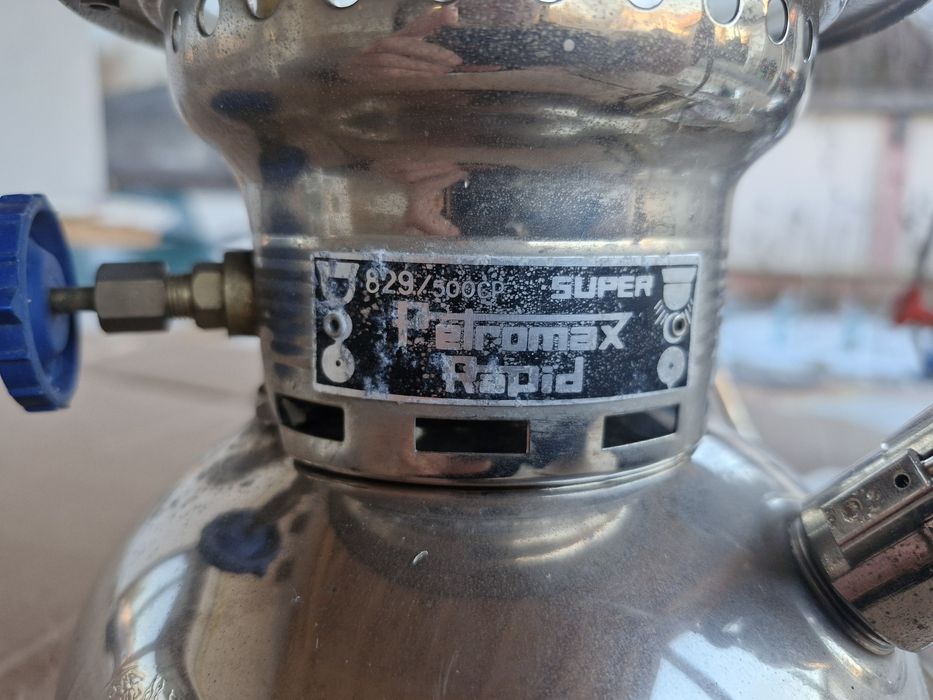 829/500CP SUPER
Petromax
Rapid